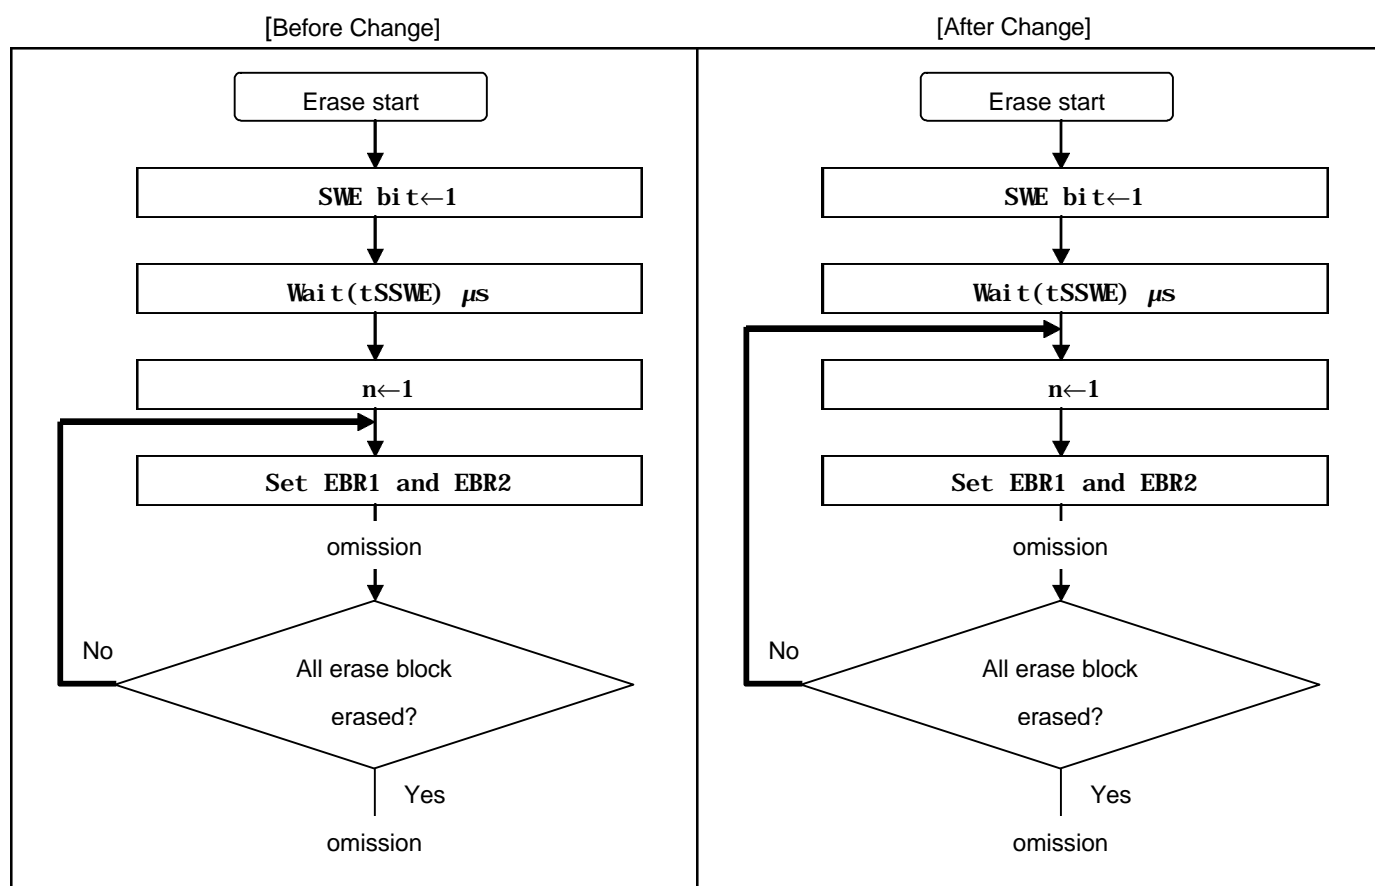 [Before Change]
Erase start
SWE bit←1
Wait(tSSWE) µs
n←1
Set EBR1 and EBR2
omission
No
All erase block
erased?
Yes
omission
[After Change]
Erase start
SWE bit←1
Wait(tSSWE) µs
n←1
Set EBR1 and EBR2
omission
No
All erase block
erased?
Yes
omission